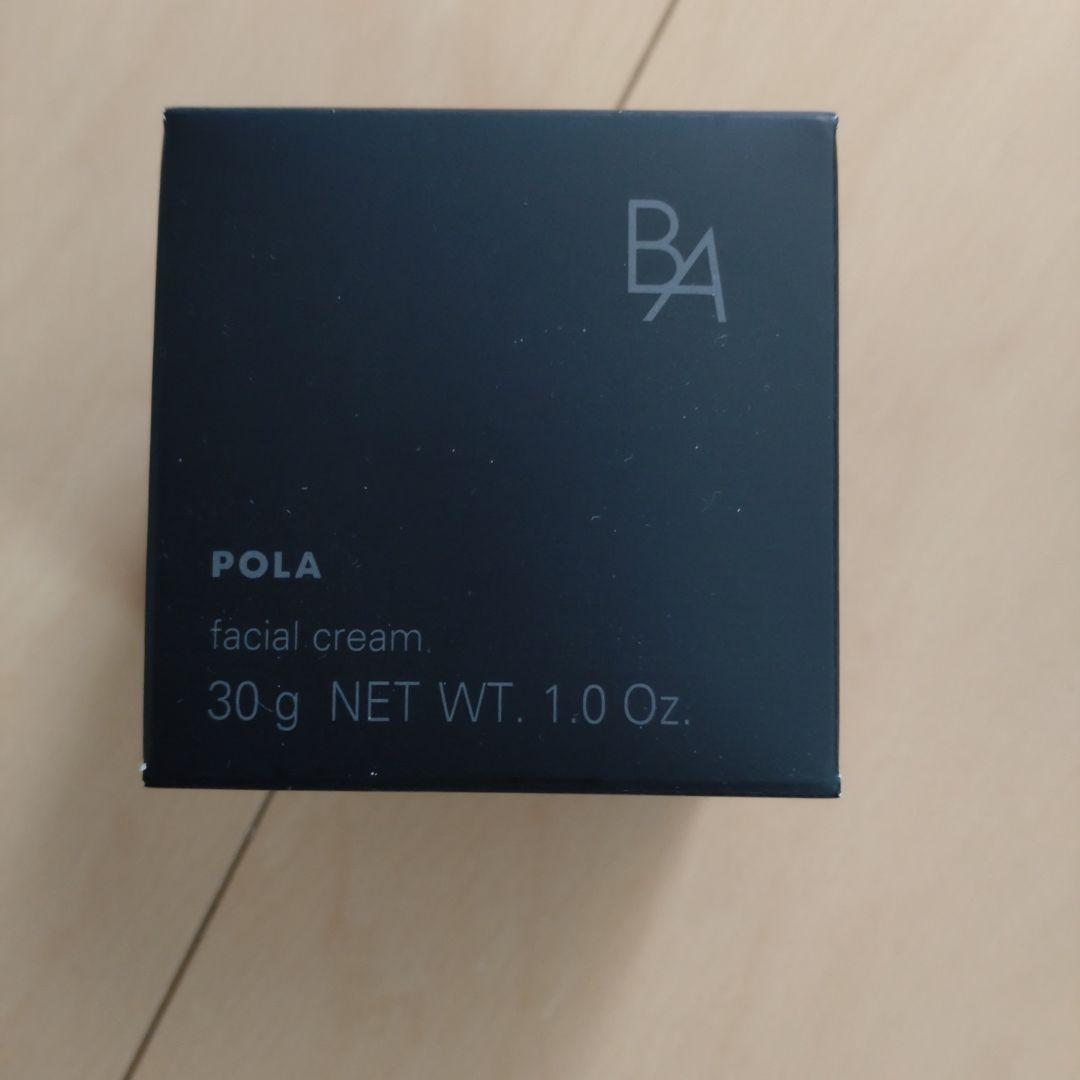 BA
POLA
facial cream
30 g NET WT. 1.0 Oz.